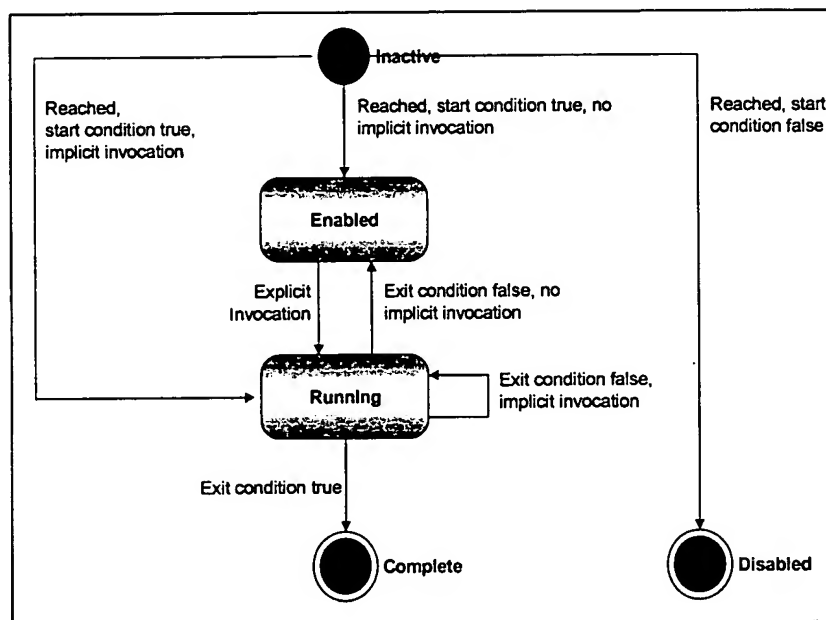 Inactive
Reached,
start condition true,
implicit invocation
Reached, start condition true, no
implicit invocation
Reached, start
condition false
Enabled
Explicit
Invocation
Exit condition false, no
implicit invocation
Running
Exit condition false,
implicit invocation
Exit condition true
Complete
Disabled